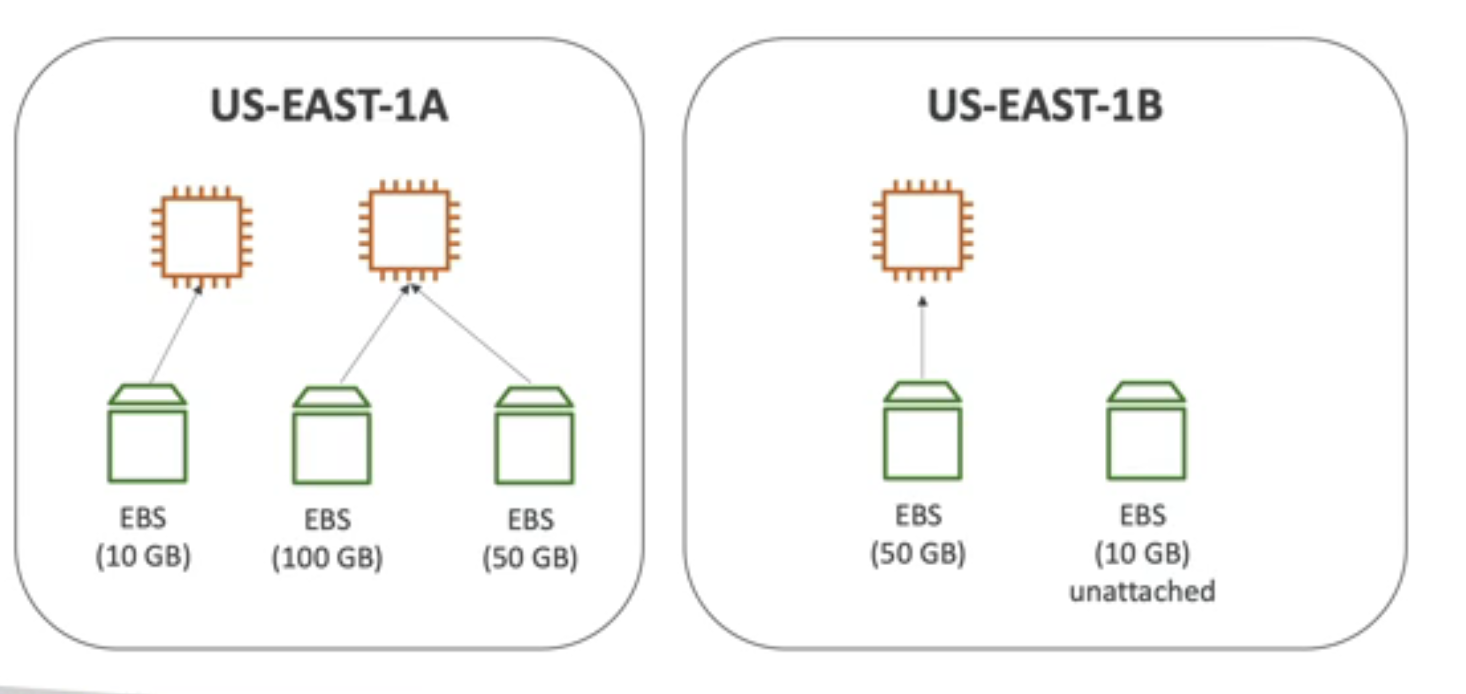 US-EAST-1A
EBS
(10 GB)
EBS
(100 GB)
EBS
(50 GB)
US-EAST-1B
EBS
(50 GB)
EBS
(10 GB)
unattached